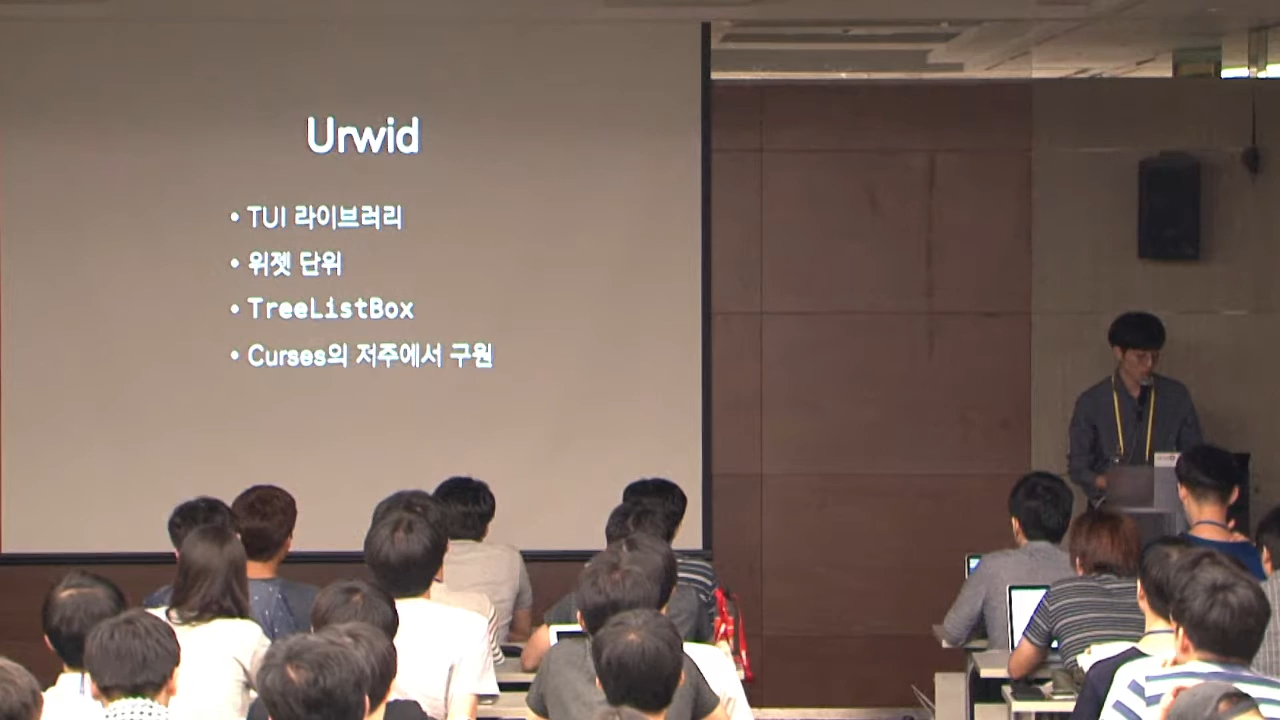 Urwid
• TUI 라이브러리
• 위젯 단위
• TreeListBox
• Curses의 저주에서 구원